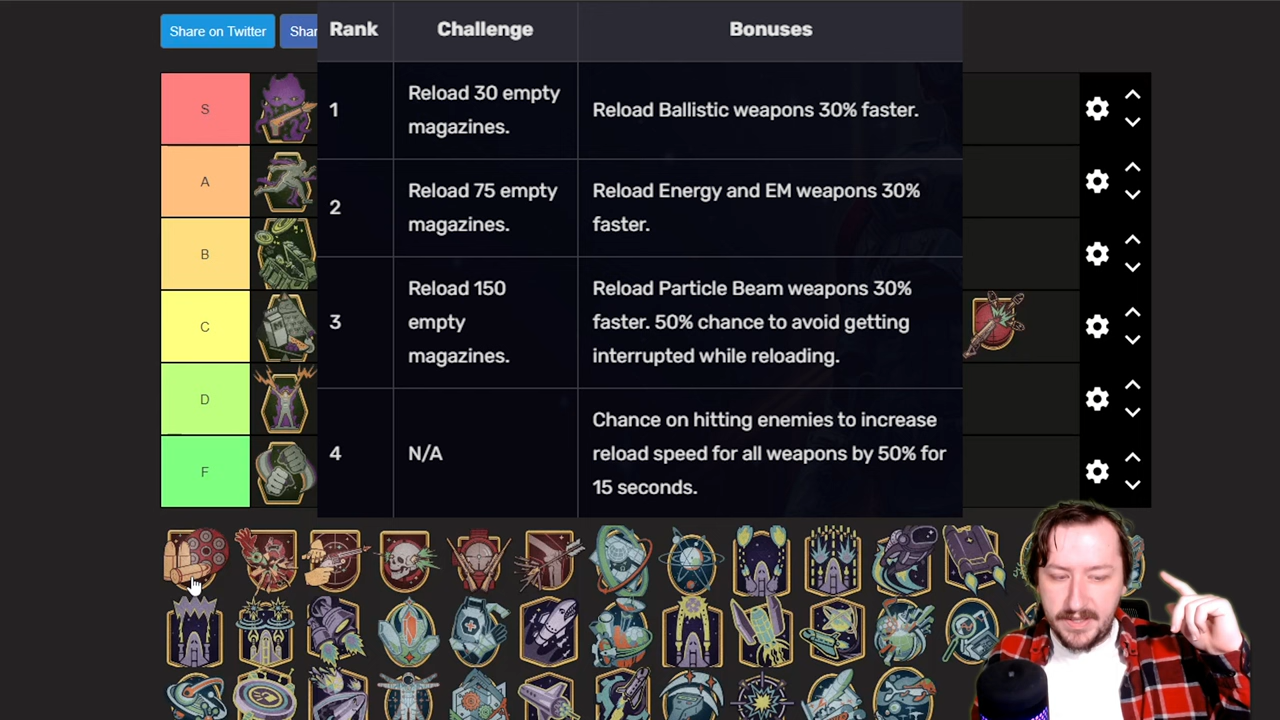 Share on Twitter
Shar
Rank Challenge Bonuses
1
Reload 30 empty
magazines.
Reload Ballistic weapons 30% faster.
2
Reload 75 empty
magazines.
Reload Energy and EM weapons 30%
faster.
3
Reload 150
empty
magazines.
Reload Particle Beam weapons 30%
faster. 50% chance to avoid getting
interrupted while reloading.
4
N/A
Chance on hitting enemies to increase
reload speed for all weapons by 50% for
15 seconds.
S
A
B
C
D
F